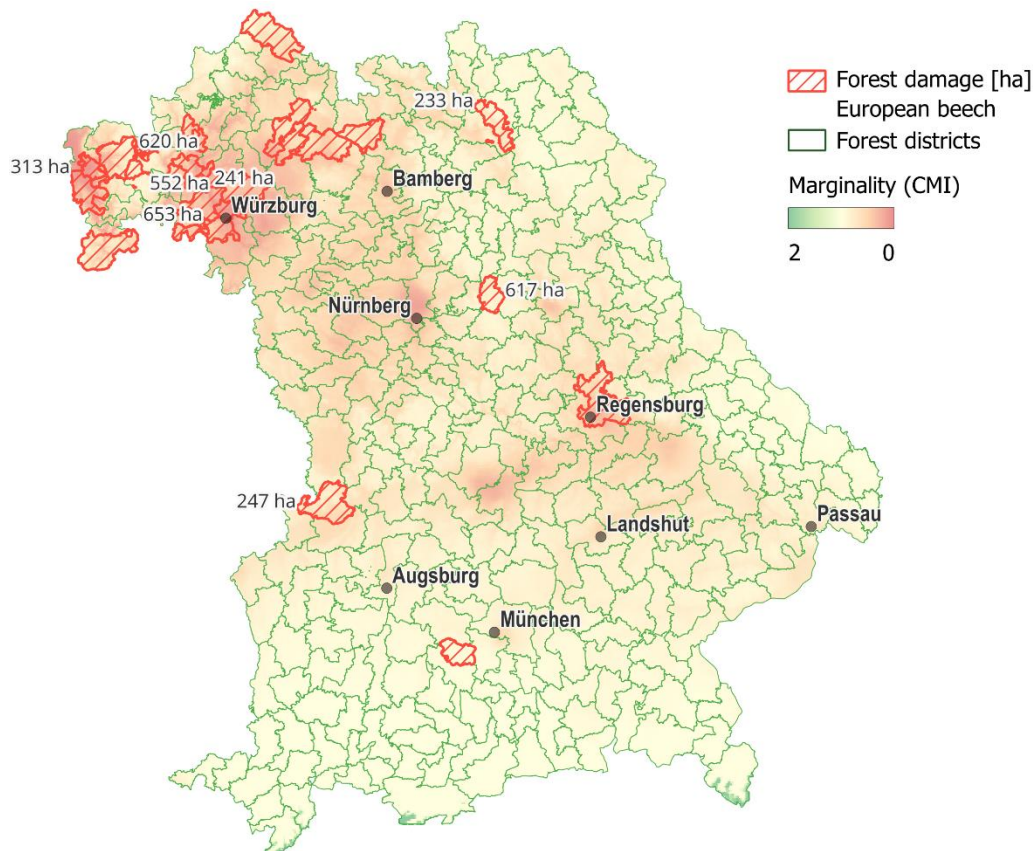 Forest damage [ha]
European beech
Forest districts
Marginality (CMI)
2 0
233 ha
620 ha
313 ha
552 ha
241 ha
653 ha
Bamberg
Würzburg
617 ha
Nürnberg
Regensburg
247 ha
Passau
Landshut
Augsburg
München